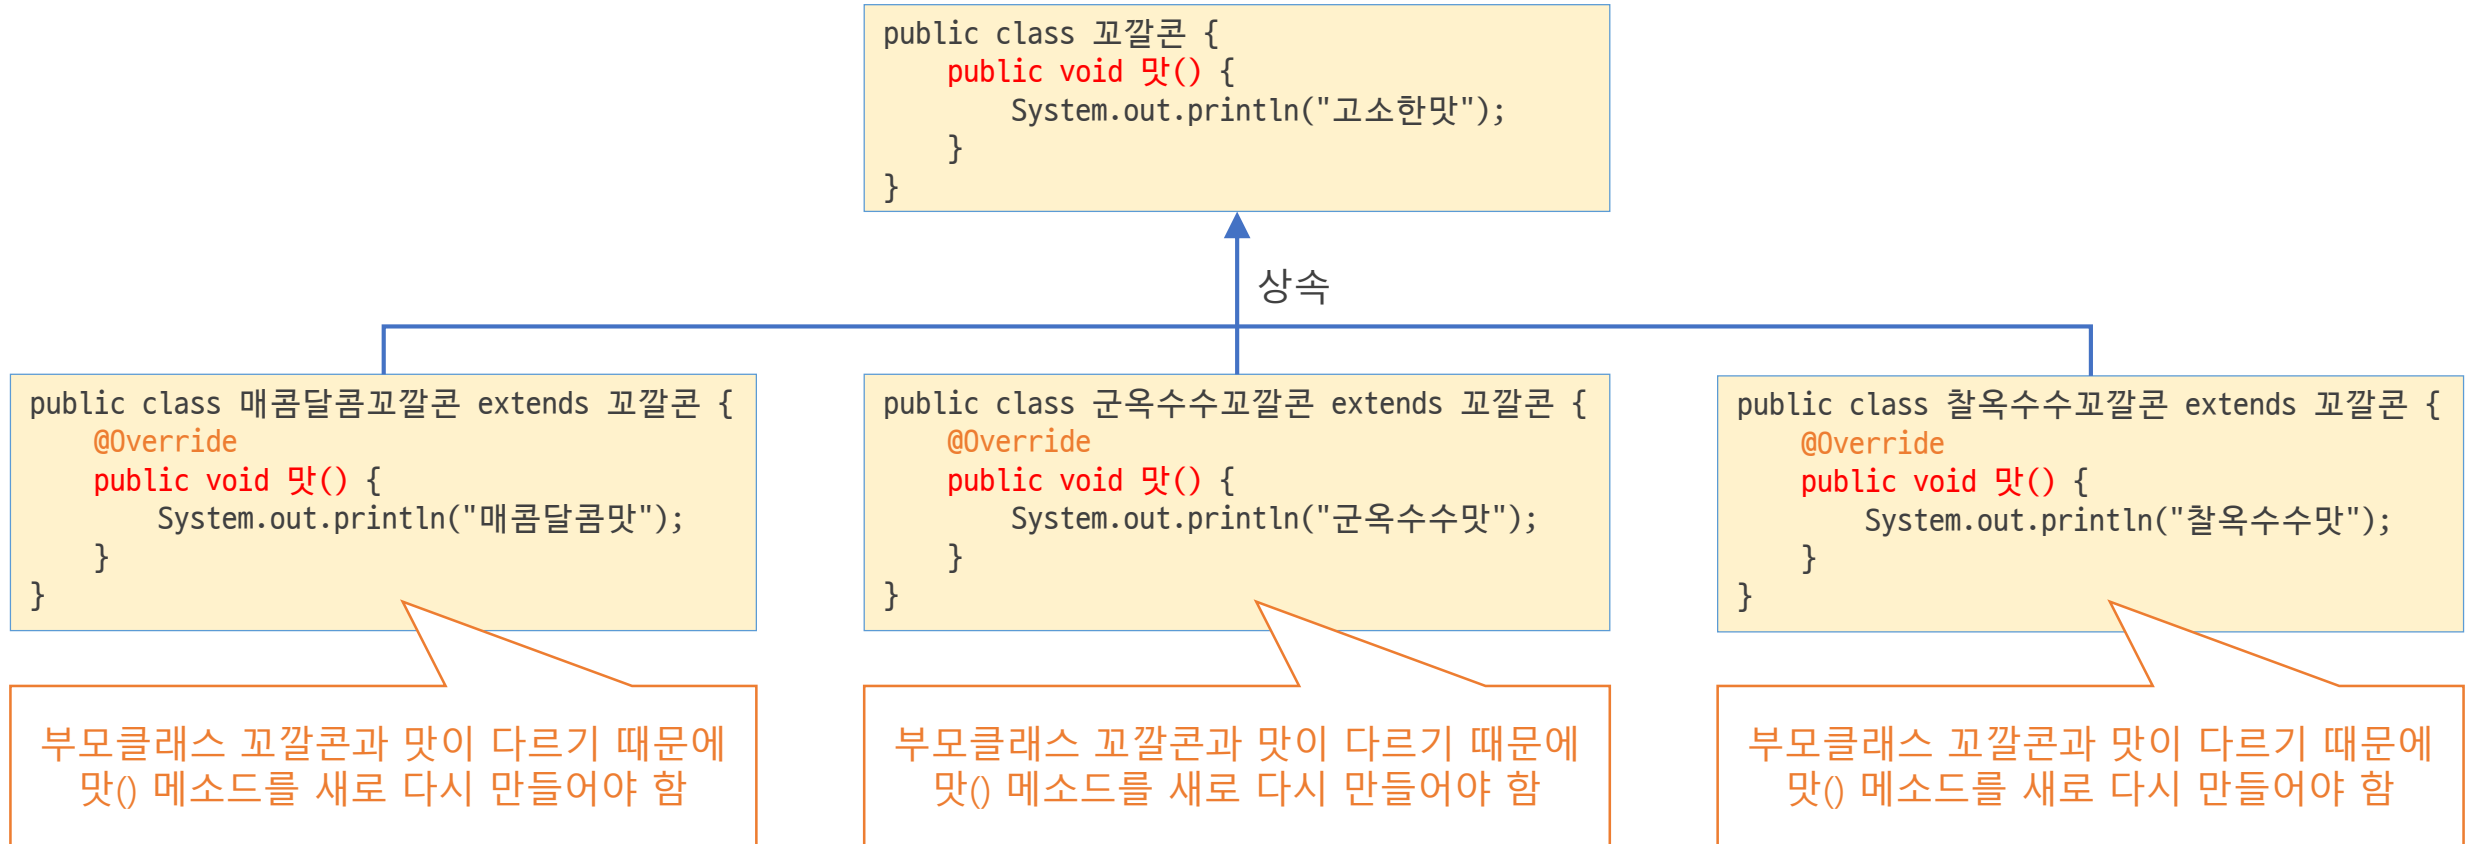 public class 꼬깔콘 {
    public void 맛() {
        System.out.println("고소한맛");
    }
}
상속
public class 매콤달콤꼬깔콘 extends 꼬깔콘 {
    @Override
    public void 맛() {
        System.out.println("매콤달콤맛");
    }
}
public class 군옥수수꼬깔콘 extends 꼬깔콘 {
    @Override
    public void 맛() {
        System.out.println("군옥수수맛");
    }
}
public class 찰옥수수꼬깔콘 extends 꼬깔콘 {
    @Override
    public void 맛() {
        System.out.println("찰옥수수맛");
    }
}
부모클래스 꼬깔콘과 맛이 다르기 때문에
맛() 메소드를 새로 다시 만들어야 함
부모클래스 꼬깔콘과 맛이 다르기 때문에
맛() 메소드를 새로 다시 만들어야 함
부모클래스 꼬깔콘과 맛이 다르기 때문에
맛() 메소드를 새로 다시 만들어야 함